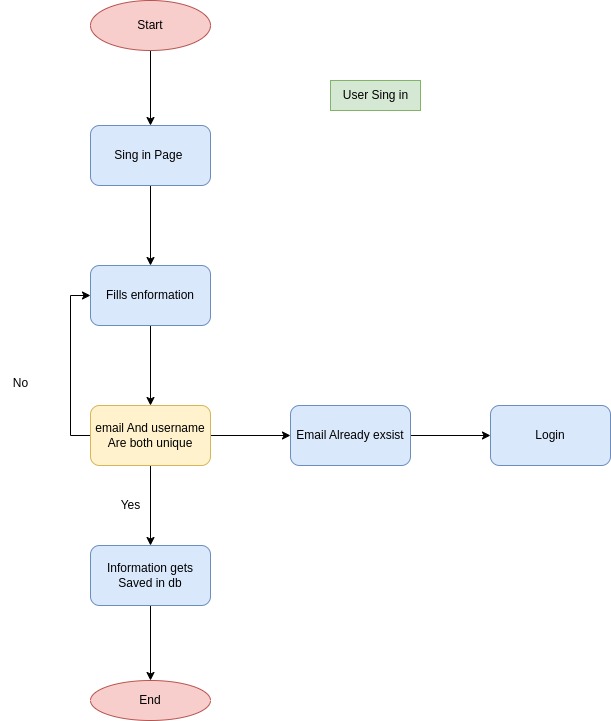 Start
User Sing in
Sing in Page
Fills enformation
No
email And username
Are both unique
Email Already exsist
Login
Yes
Information gets
Saved in db
End